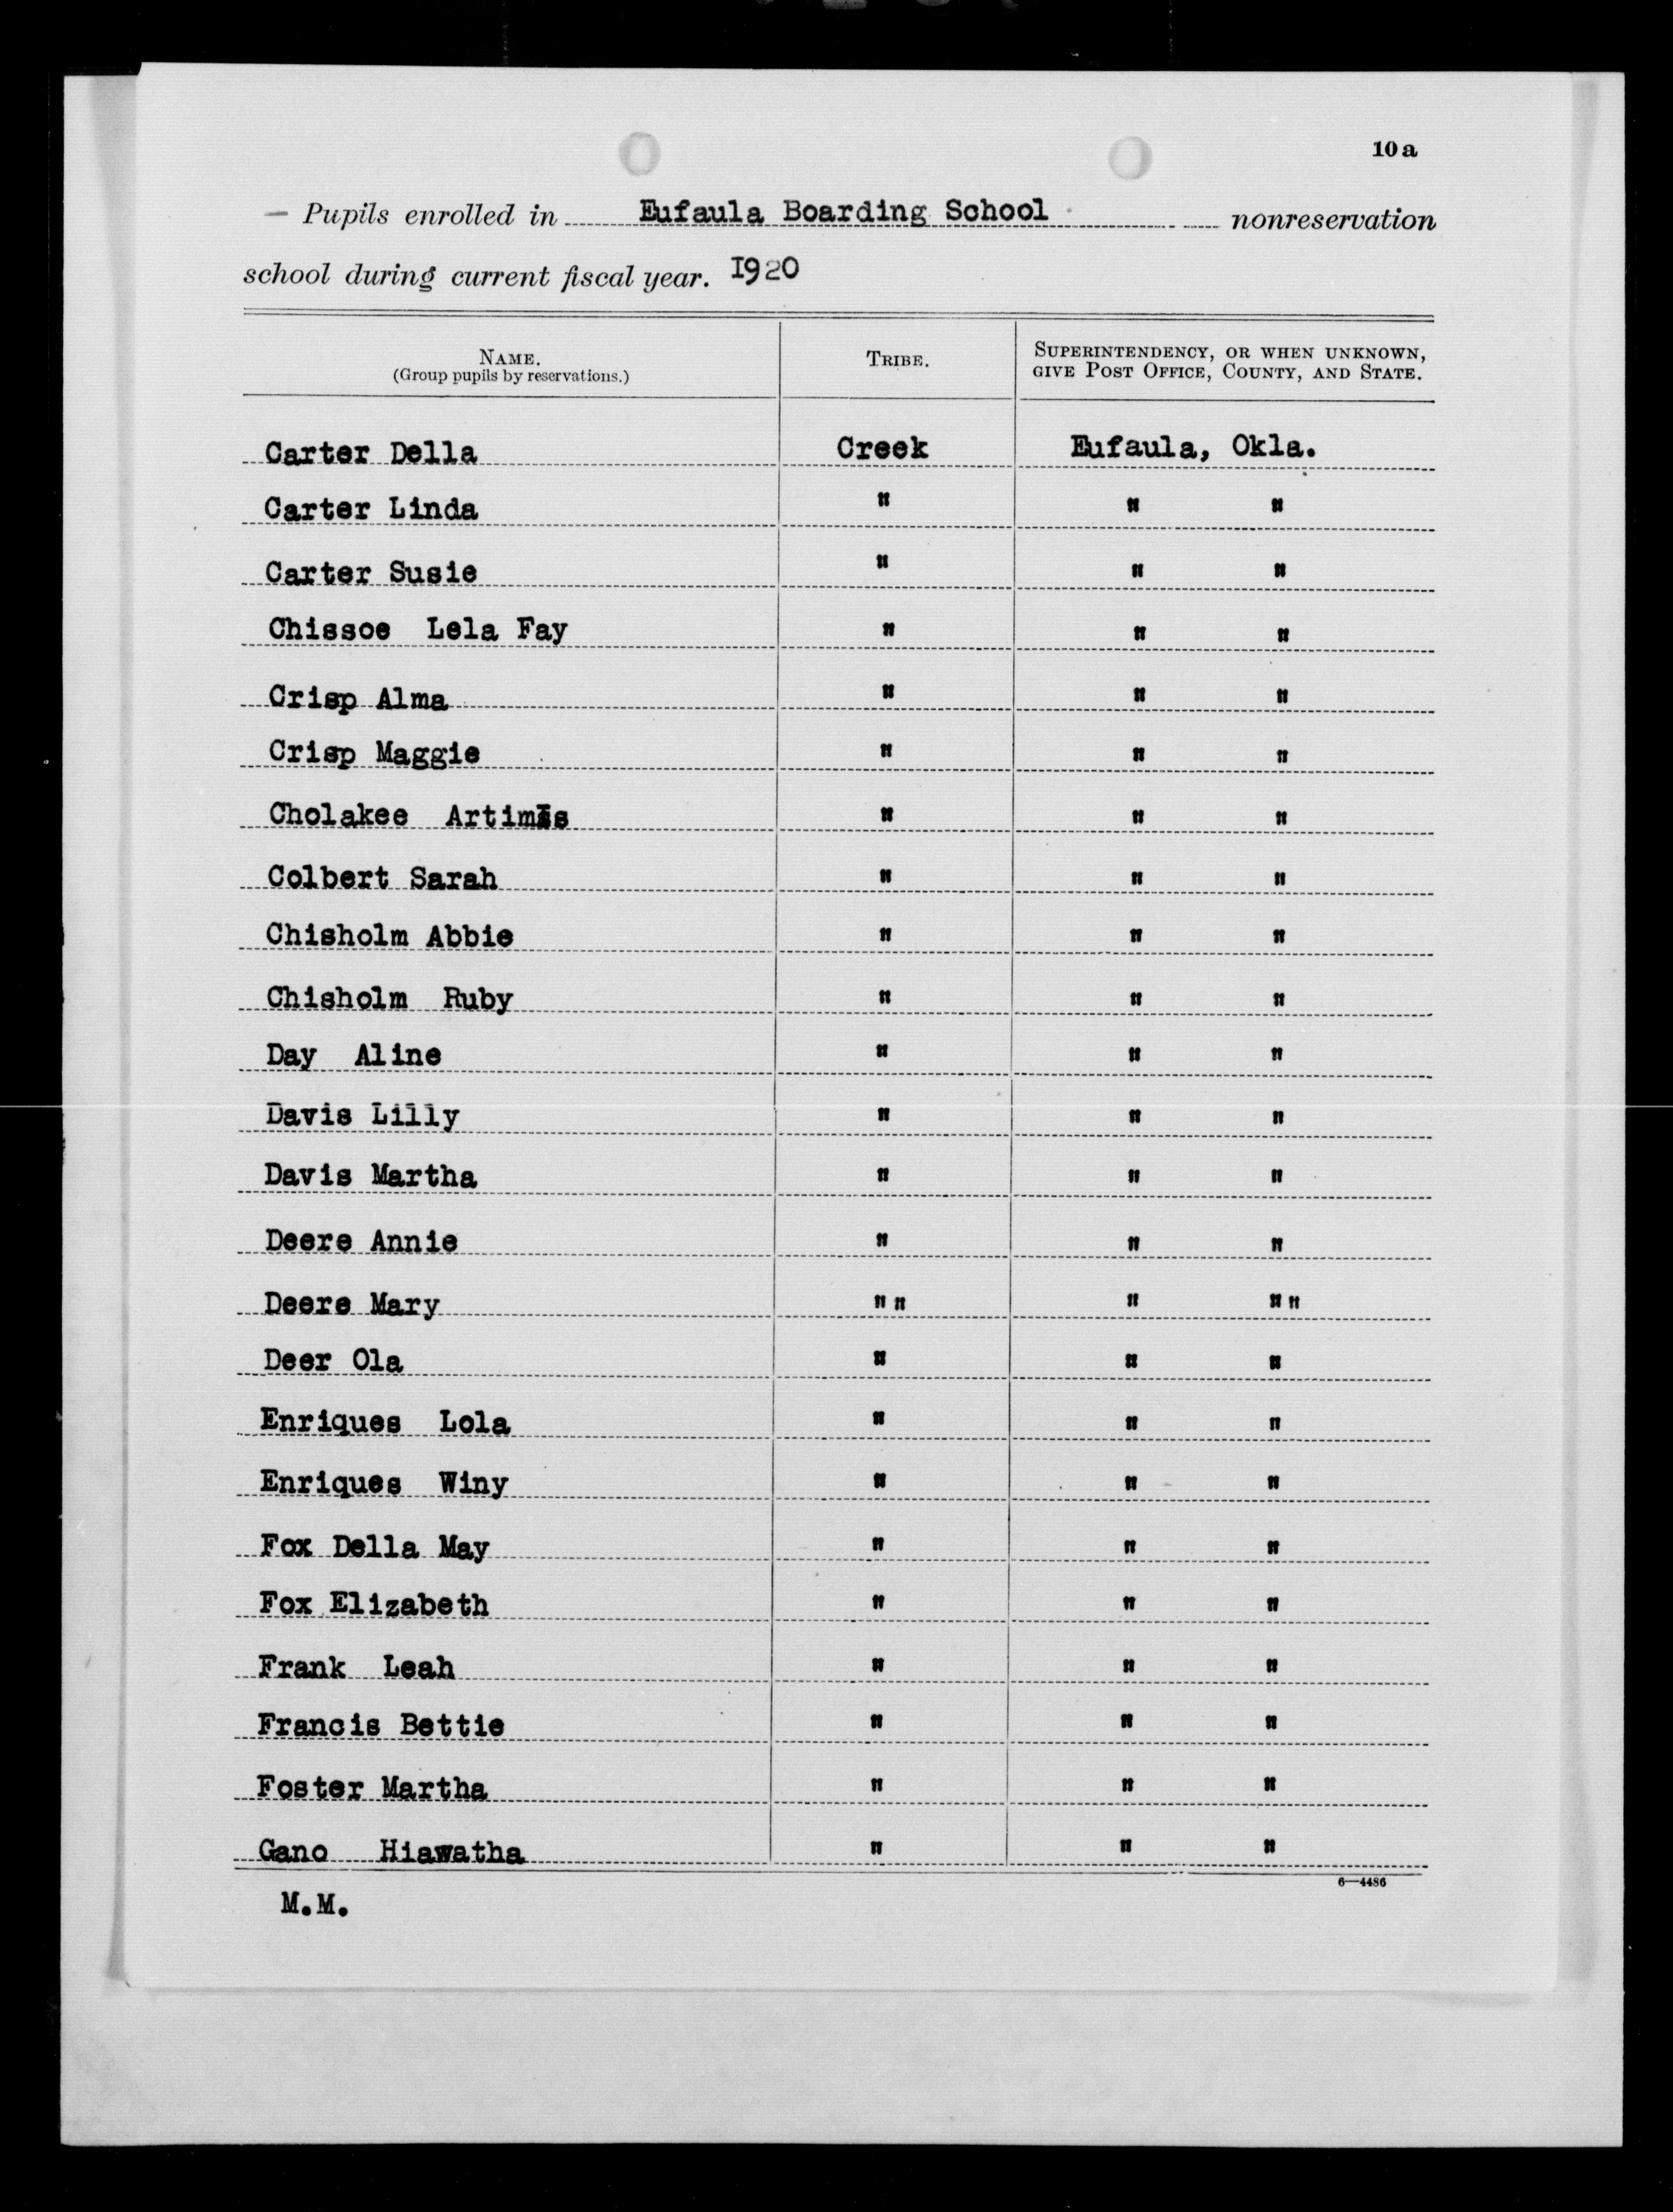 10 a
— Pupils enrolled in Eufaula Boarding School nonreservation
school during current fiscal year. 1920
NAME. TRIBE. SUPERINTENDENCY, OR WHEN UNKNOWN,
(Group pupils by reservations.) GIVE POST OFFICE, COUNTY, AND STATE.
Carter Della Creek Eufaula, Okla.
Carter Linda " " "
Carter Susie " " "
Chissoe Lela Fay " " "
Crisp Alma " " "
Crisp Maggie " " "
Cholakee Artimis " " "
Colbert Sarah " " "
Chisholm Abbie " " "
Chisholm Ruby " " "
Day Aline " " "
Davis Lilly " " "
Davis Martha " " "
Deere Annie " " "
Deere Mary " " " " "
Deer Ola " " "
Enriques Lola " " "
Enriques Winy " " "
Fox Della May " " "
Fox Elizabeth " " "
Frank Leah " " "
Francis Bettie " " "
Foster Martha " " "
Gano Hiawatha " " "
6—4486
M.M.